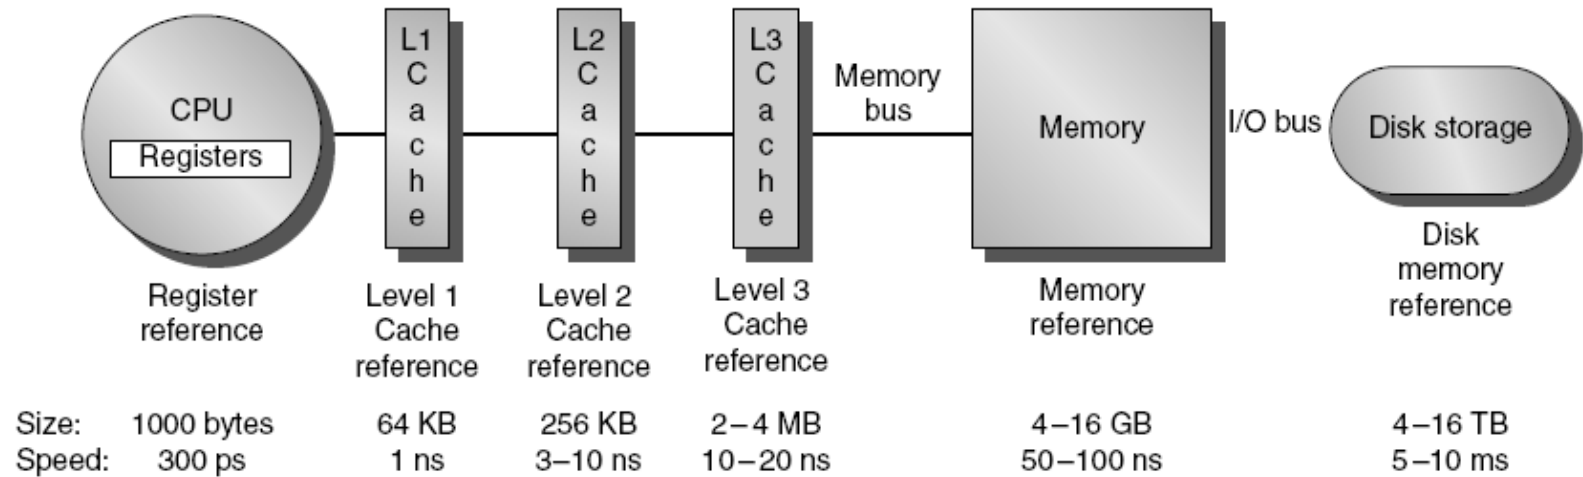 CPU
Registers
L1
C
a
c
h
e
L2
C
a
c
h
e
L3
C
a
c
h
e
Memory
bus
Memory
I/O bus
Disk storage
Register
reference
Level 1
Cache
reference
Level 2
Cache
reference
Level 3
Cache
reference
Memory
reference
Disk
memory
reference
Size: 1000 bytes 64 KB 256 KB 2–4 MB 4–16 GB 4–16 TB
Speed: 300 ps 1 ns 3–10 ns 10–20 ns 50–100 ns 5–10 ms